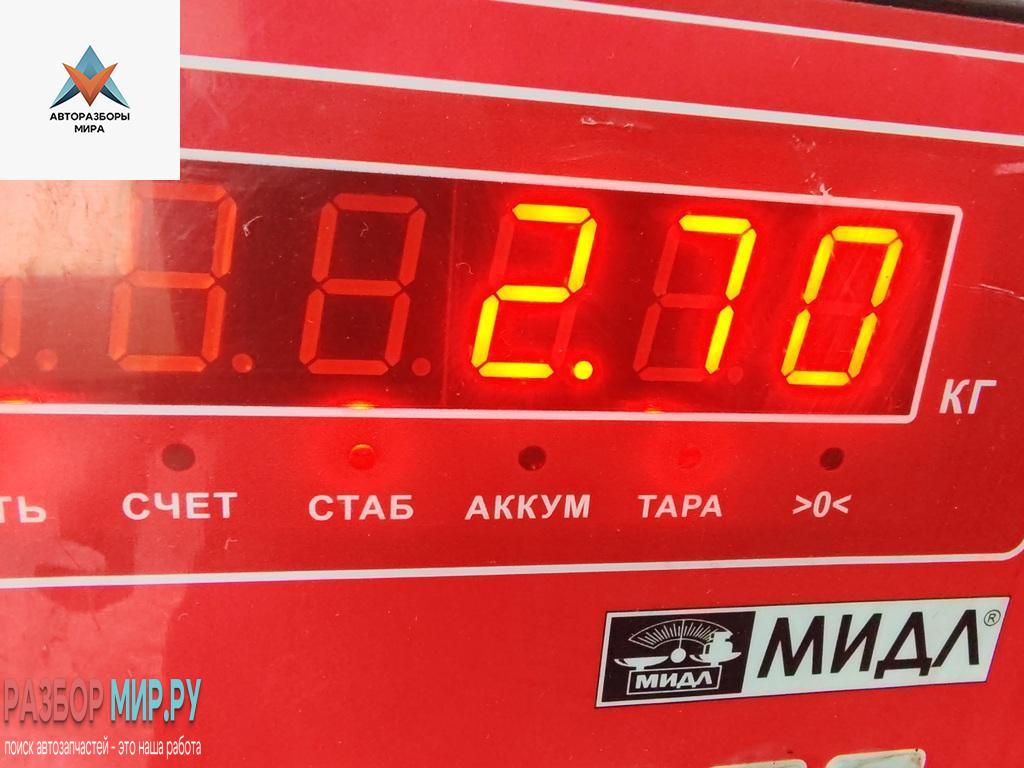 АВТОРАЗБОРЫ
МИРА
2.70
КГ
ТЬ СЧЕТ СТАБ АККУМ ТАРА >0<
МИДЛ МИДЛ®
РАЗБОР МИР.РУ
поиск автозапчастей - это наша работа